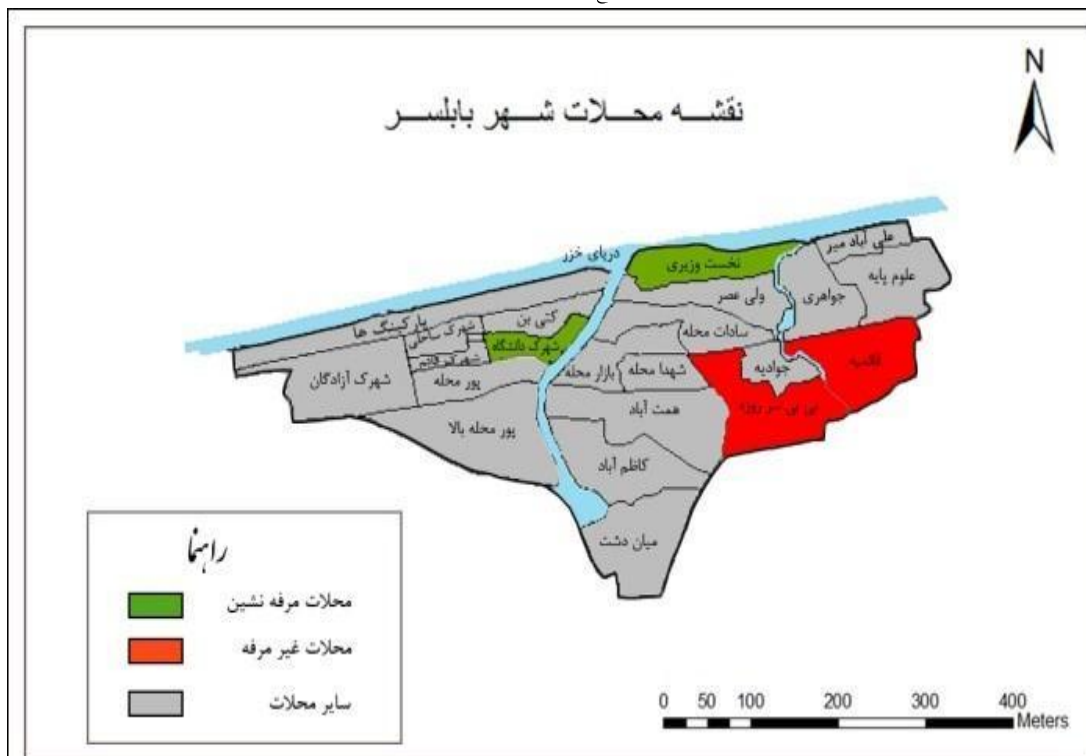 N
نقشه محلات شهر بابلسر
علی آباد میر
دریای خزر
نخست وزیری
علوم پایه
ولی عصر
جواهری
کتی بن
پارکینگ ها
شهرک ساحلی
سادات محله
شهرک دانشگاه
شهرک قائم
جوادیه
شهدا محله
بازار محله
پور محله
شهرک آزادگان
همت آباد
پور محله بالا
کاظم آباد
میان دشت
راهنما
محلات مرفه نشین
محلات غیر مرفه
سایر محلات
0 50 100 200 300 400
Meters